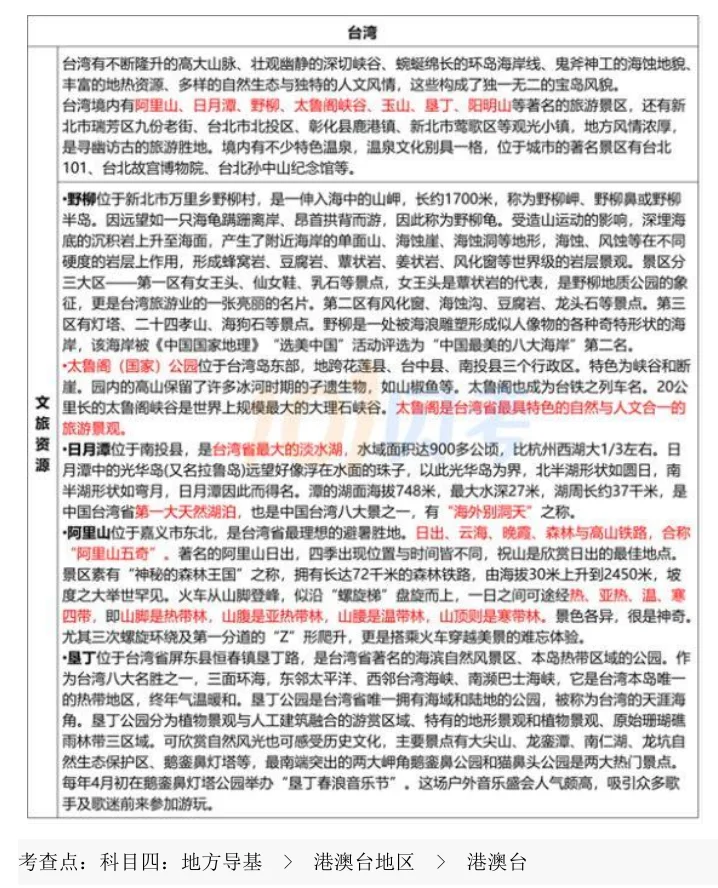 台湾
台湾有不断隆升的高大山脉、壮观幽静的深切峡谷、蜿蜒绵长的环岛海岸线、鬼斧神工的海蚀地貌、
丰富的地热资源、多样的自然生态与独特的人文风情，这些构成了独一无二的宝岛风貌。
台湾境内有阿里山、日月潭、野柳、太鲁阁峡谷、玉山、垦丁、阳明山等著名的旅游景区，还有新
北市瑞芳区九份老街、台北市北投区、彰化县鹿港镇、新北市莺歌区等观光小镇，地方风情浓厚，
是寻幽访古的旅游胜地。境内有不少特色温泉，温泉文化别具一格，位于城市的著名景区有台北
101、台北故宫博物院、台北孙中山纪念馆等。
文旅资源
•野柳位于新北市万里乡野柳村，是一伸入海中的山岬，长约1700米，称为野柳岬、野柳鼻或野柳
半岛。因远望如一只海龟蹒跚离岸、昂首拱背而游，因此称为野柳龟。受造山运动的影响，深埋海
底的沉积岩上升至海面，产生了附近海岸的单面山、海蚀崖、海蚀洞等地形，海蚀、风蚀等在不同
硬度的岩层上作用，形成蜂窝岩、豆腐岩、蕈状岩、姜状岩、风化窗等世界级的岩层景观。景区分
三大区——第一区有女王头、仙女鞋、乳石等景点，女王头是蕈状岩的代表，是野柳地质公园的象
征，更是台湾旅游业的一张亮丽的名片。第二区有风化窗、海蚀沟、豆腐岩、龙头石等景点。第三
区有灯塔、二十四孝山、海狗石等景点。野柳是一处被海浪雕塑形成似人像物的各种奇特形状的海
岸，该海岸被《中国国家地理》“选美中国”活动评选为“中国最美的八大海岸”第二名。
•太鲁阁（国家）公园位于台湾岛东部，地跨花莲县、台中县、南投县三个行政区。特色为峡谷和断
崖。园内的高山保留了许多冰河时期的孑遗生物，如山椒鱼等。太鲁阁也成为台铁之列车名。20公
里长的太鲁阁峡谷是世界上规模最大的大理石峡谷。太鲁阁是台湾省最具特色的自然与人文合一的
旅游景观。
•日月潭位于南投县，是台湾省最大的淡水湖，水域面积达900多公顷，比杭州西湖大1/3左右。日
月潭中的光华岛(又名拉鲁岛)远望好像浮在水面的珠子，以此光华岛为界，北半湖形状如圆日，南
半湖形状如弯月，日月潭因此而得名。潭的湖面海拔748米，最大水深27米，湖周长约37千米，是
中国台湾省第一大天然湖泊，也是中国台湾八大景之一，有“海外别洞天”之称。
•阿里山位于嘉义市东北，是台湾省最理想的避暑胜地。日出、云海、晚霞、森林与高山铁路，合称
“阿里山五奇”。著名的阿里山日出，四季出现位置与时间皆不同，祝山是欣赏日出的最佳地点。
景区素有“神秘的森林王国”之称，拥有长达72千米的森林铁路，由海拔30米上升到2450米，坡
度之大举世罕见。火车从山脚登峰，似沿“螺旋梯”盘旋而上，一日之间可途经热、亚热、温、寒
四带，即山脚是热带林，山腹是亚热带林，山腰是温带林，山顶则是寒带林。景色各异，很是神奇。
尤其三次螺旋环绕及第一分道的“Z”形爬升，更是搭乘火车穿越美景的难忘体验。
•垦丁位于台湾省屏东县恒春镇垦丁路，是台湾省著名的海滨自然风景区、本岛热带区域的公园。作
为台湾八大名胜之一，三面环海，东邻太平洋、西邻台湾海峡、南濒巴士海峡，它是台湾本岛唯一
的热带地区，终年气温暖和。垦丁公园是台湾省唯一拥有海域和陆地的公园，被称为台湾的天涯海
角。垦丁公园分为植物景观与人工建筑融合的游赏区域、特有的地形景观和植物景观、原始珊瑚礁
雨林带三区域。可欣赏自然风光也可感受历史文化，主要景点有大尖山、龙銮潭、南仁湖、龙坑自
然生态保护区、鹅銮鼻灯塔等，最南端突出的两大岬角鹅銮鼻公园和猫鼻头公园是两大热门景点。
每年4月初在鹅銮鼻灯塔公园举办“垦丁春浪音乐节”。这场户外音乐盛会人气颇高，吸引众多歌
手及歌迷前来参加游玩。
考查点：科目四：地方导基 > 港澳台地区 > 港澳台